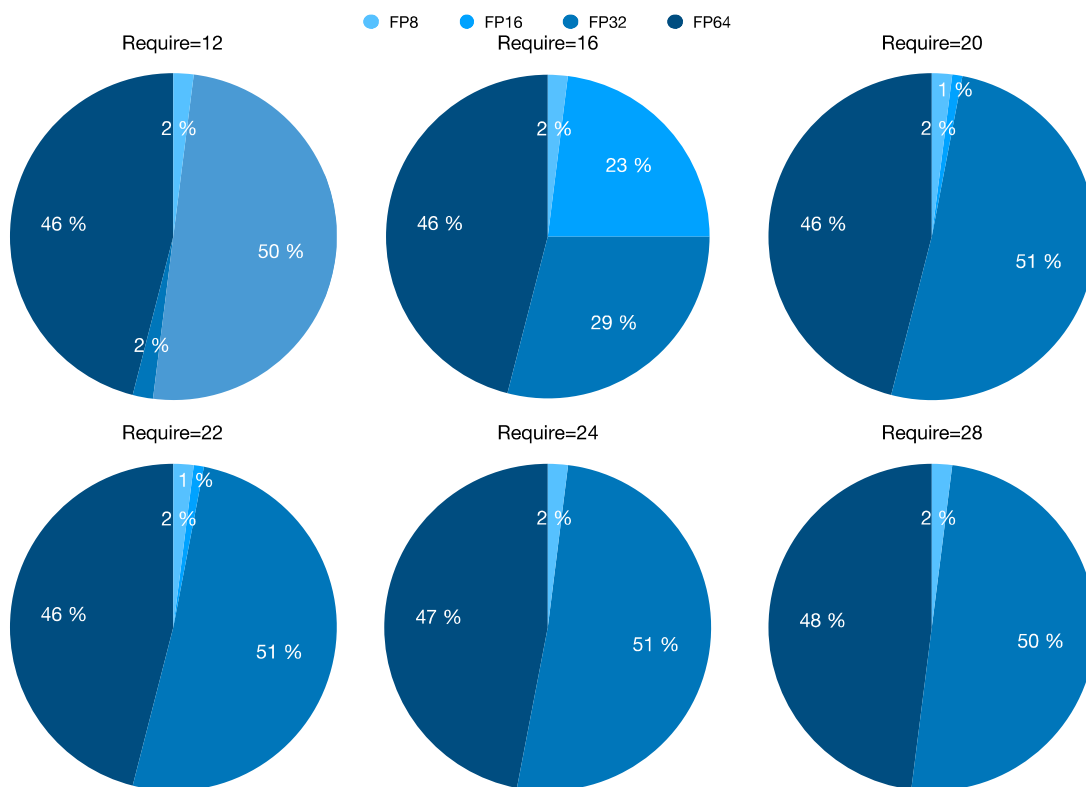 FP8 FP16 FP32 FP64
Require=12 Require=16 Require=20
2 % 50 % 2 % 46 %
2 % 23 % 29 % 46 %
1 % 2 % 51 % 46 %
Require=22 Require=24 Require=28
1 % 2 % 51 % 46 %
2 % 51 % 47 %
2 % 50 % 48 %